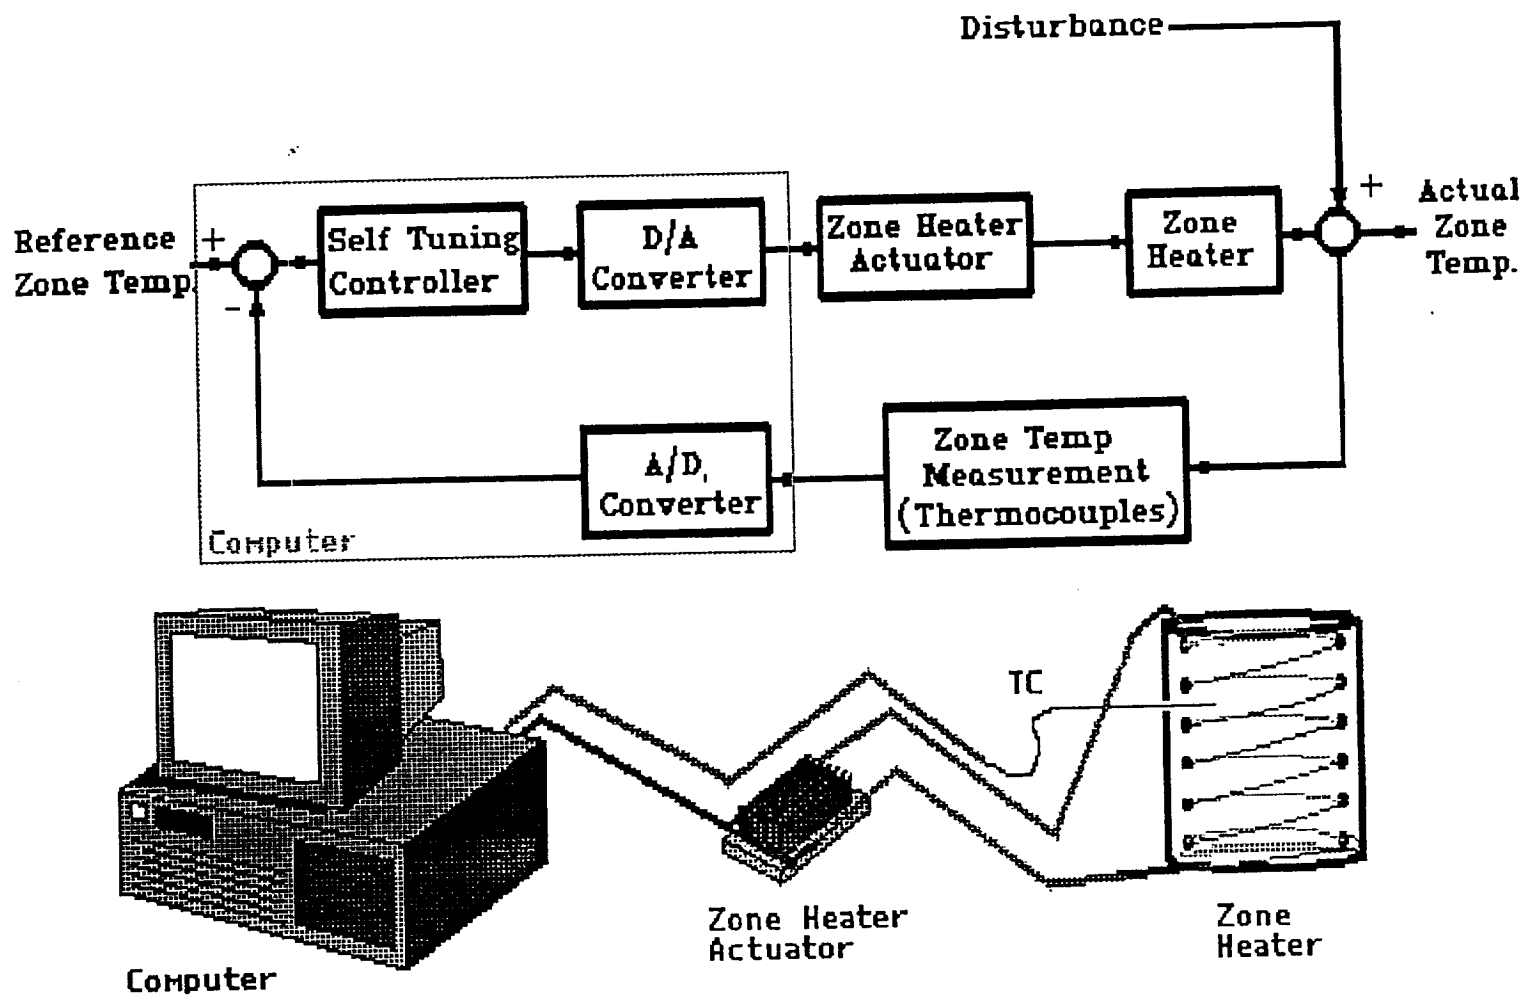 Disturbance
+
Actual
Zone
Temp.
Reference
Zone Temp.
+
-
Self Tuning
Controller
D/A
Converter
Zone Heater
Actuator
Zone
Heater
A/D
Converter
Zone Temp
Measurement
(Thermocouples)
Computer
TC
Zone Heater
Actuator
Zone
Heater
Computer